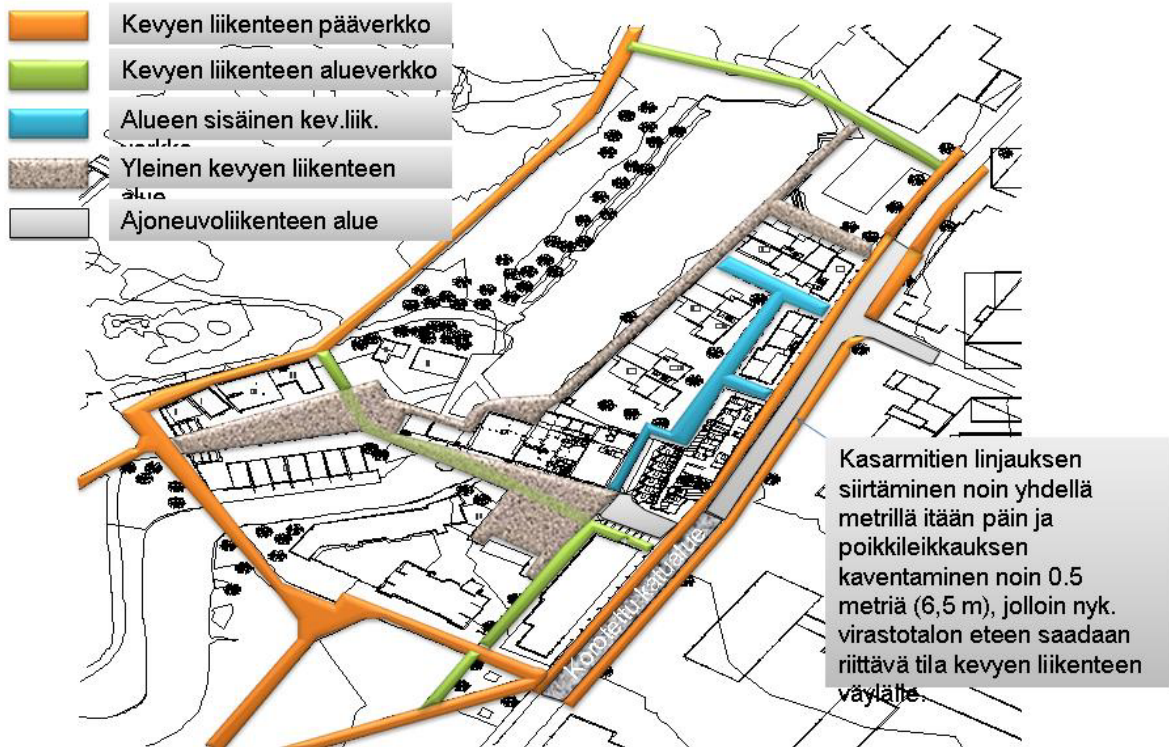 Kevyen liikenteen pääverkko
Kevyen liikenteen alueverkko
Alueen sisäinen kev.liik.
verkko
Yleinen kevyen liikenteen
alue
Ajoneuvoliikenteen alue
Korotettu katualue
Kasarmitien linjauksen
siirtäminen noin yhdellä
metrillä itään päin ja
poikkileikkauksen
kaventaminen noin 0.5
metriä (6,5 m), jolloin nyk.
virastotalon eteen saadaan
riittävä tila kevyen liikenteen
väylälle.